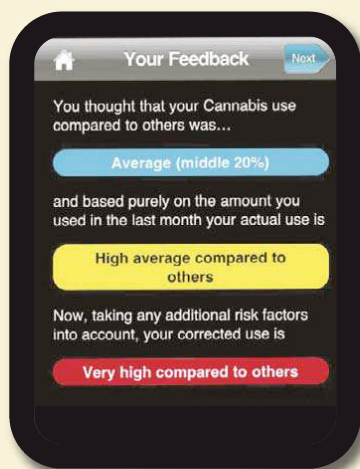 Your Feedback
Next
You thought that your Cannabis use
compared to others was...
Average (middle 20%)
and based purely on the amount you
used in the last month your actual use is
High average compared to
others
Now, taking any additional risk factors
into account, your corrected use is
Very high compared to others